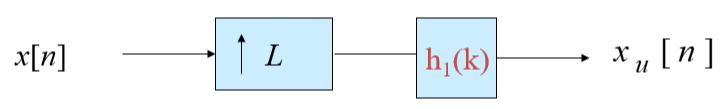 x[n] ↑ L h₁(k) xᵤ[n]